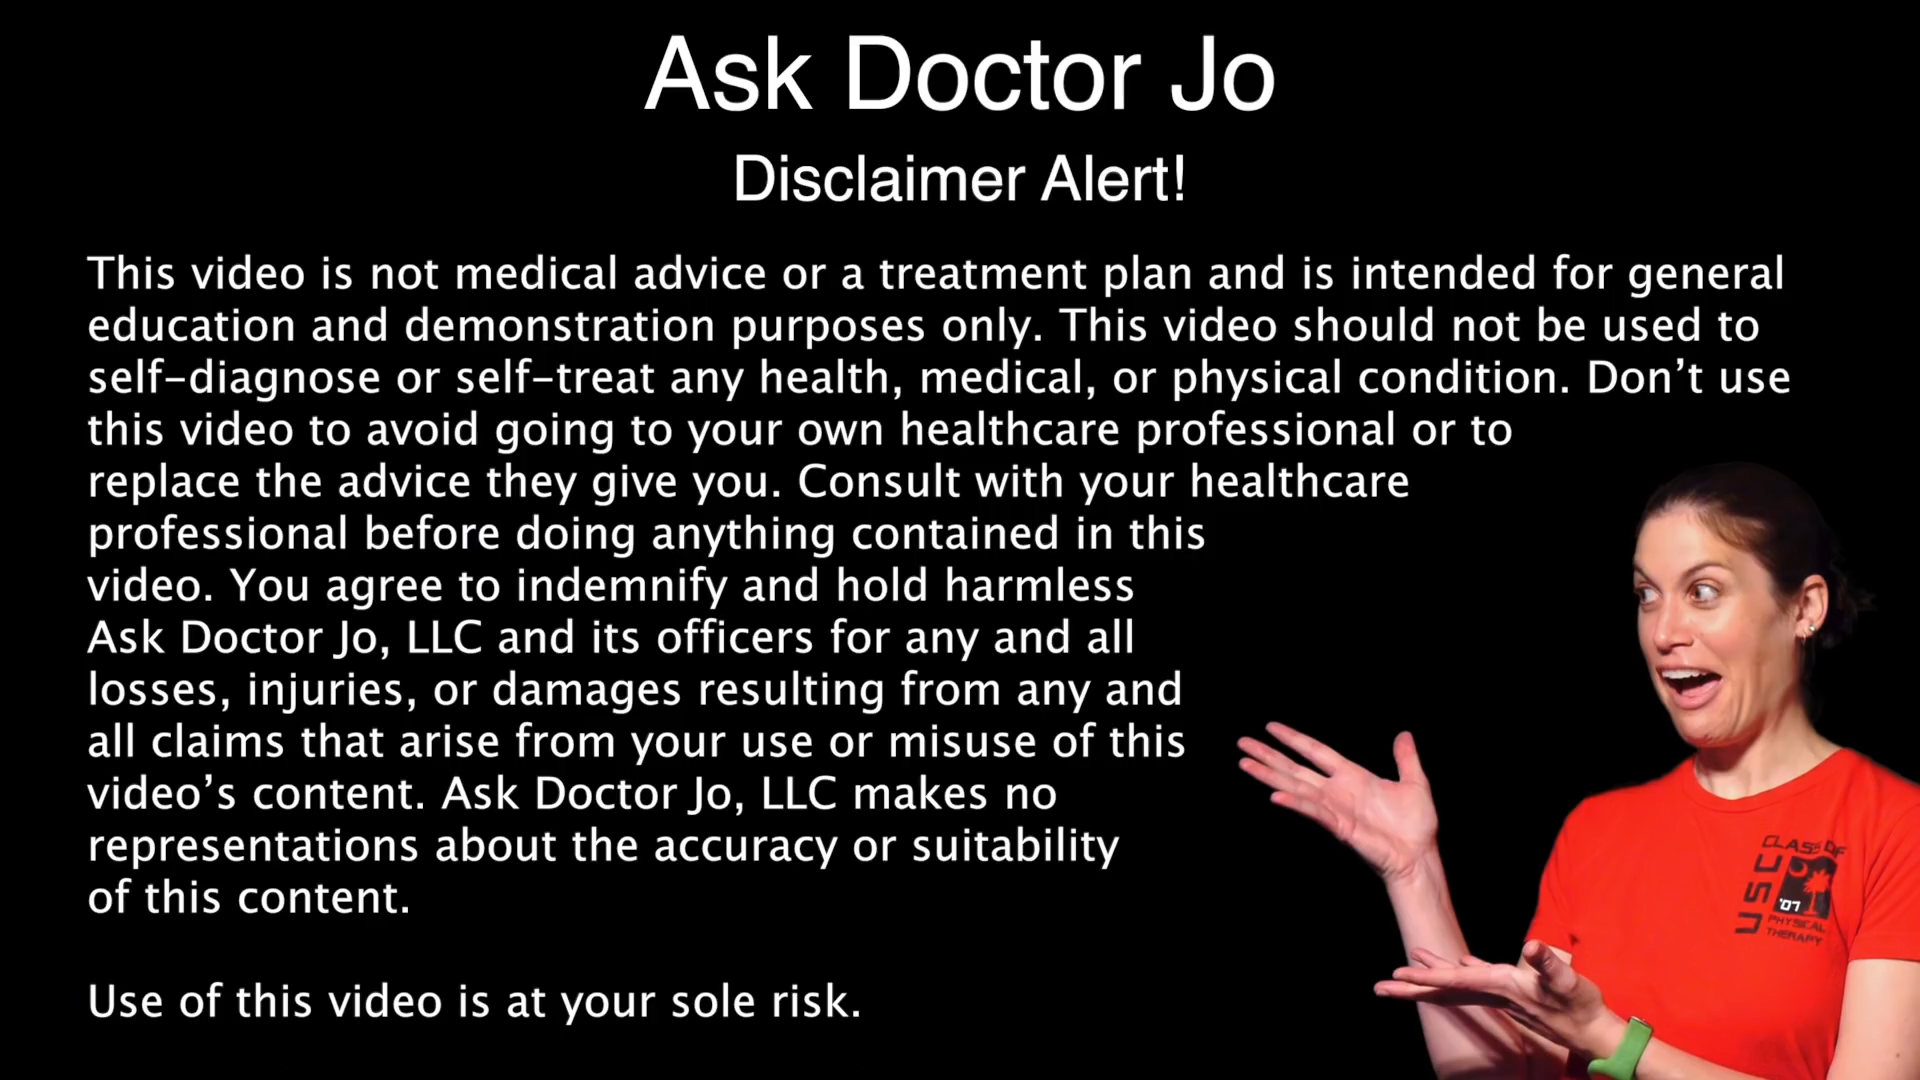 Ask Doctor Jo
Disclaimer Alert!
This video is not medical advice or a treatment plan and is intended for general
education and demonstration purposes only. This video should not be used to
self-diagnose or self-treat any health, medical, or physical condition. Don’t use
this video to avoid going to your own healthcare professional or to
replace the advice they give you. Consult with your healthcare
professional before doing anything contained in this
video. You agree to indemnify and hold harmless
Ask Doctor Jo, LLC and its officers for any and all
losses, injuries, or damages resulting from any and
all claims that arise from your use or misuse of this
video’s content. Ask Doctor Jo, LLC makes no
representations about the accuracy or suitability
of this content.
Use of this video is at your sole risk.
CLASS OF
USC
'07
PHYSICAL
THERAPY